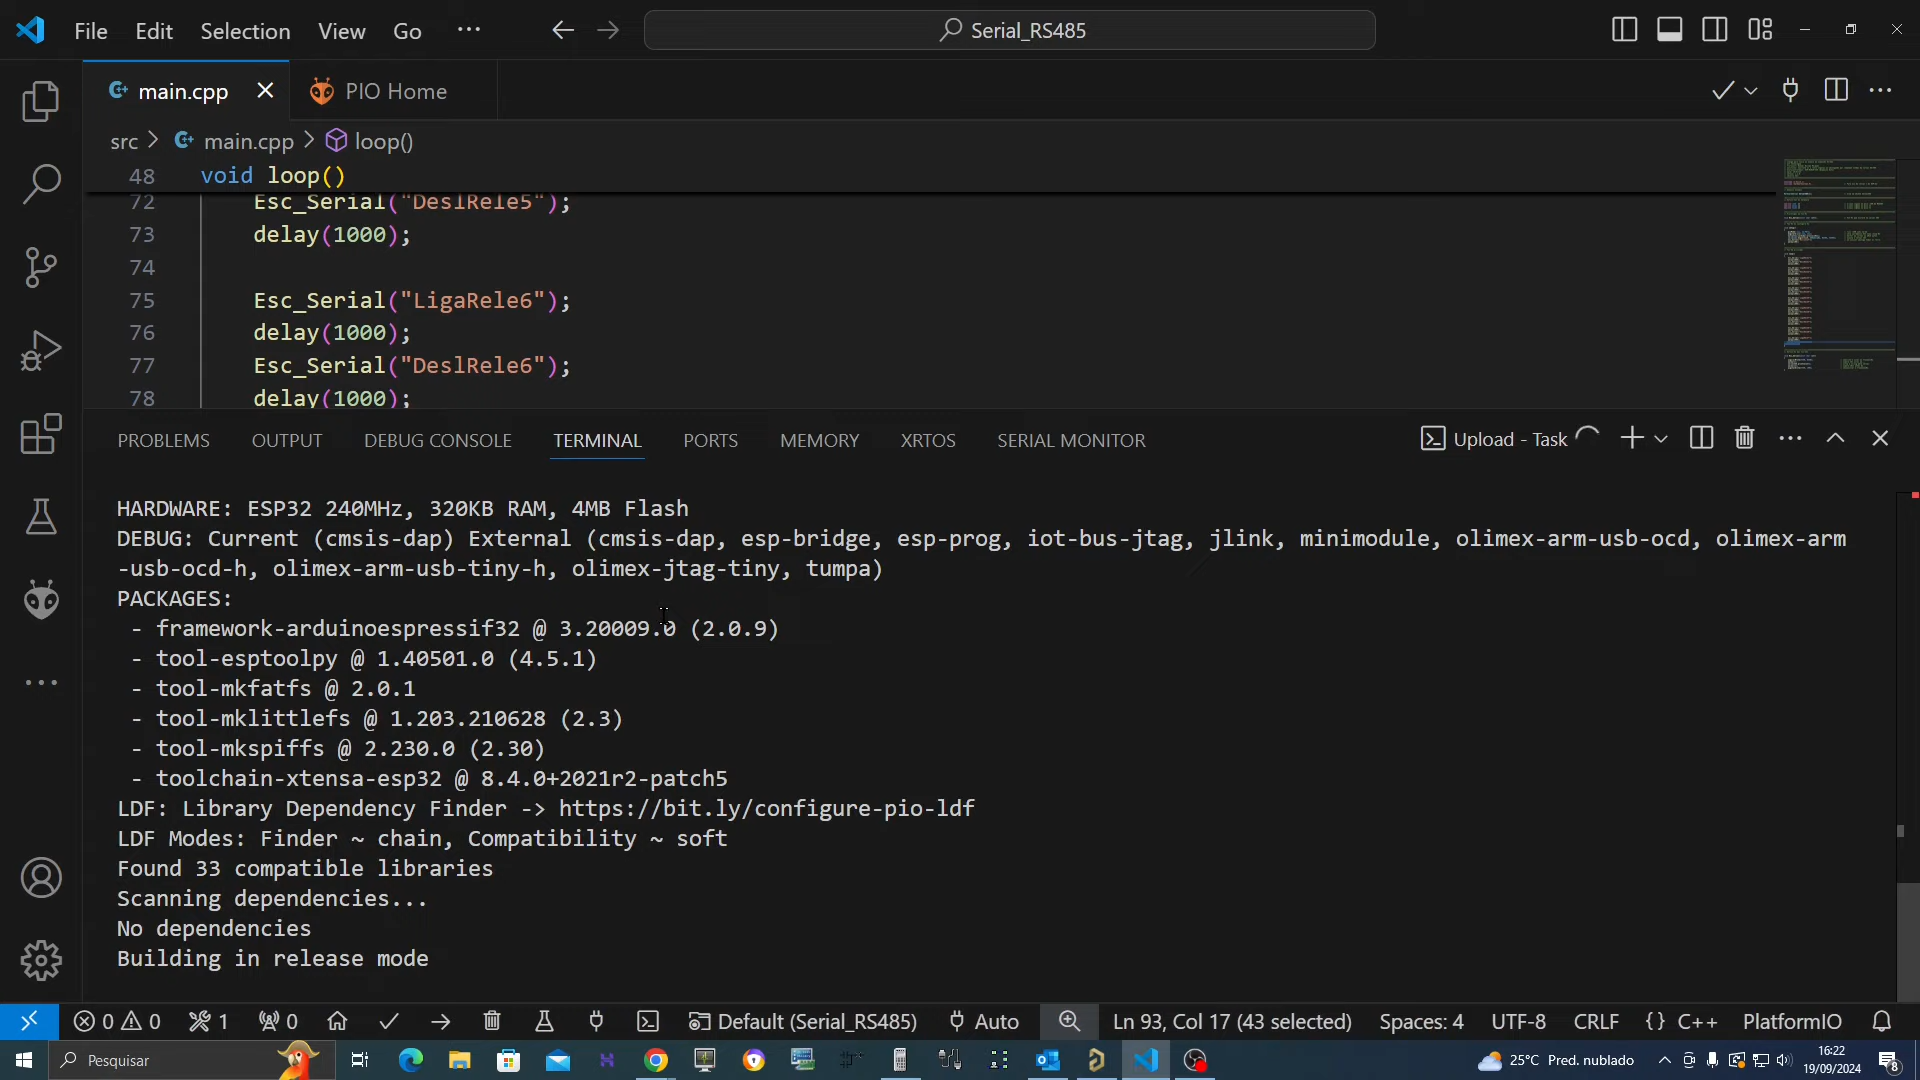 File Edit Selection View Go ··· Serial_RS485
main.cpp PIO Home
src > main.cpp > loop()
48 void loop()
72 Esc_Serial("DeslRele5");
73 delay(1000);
74
75 Esc_Serial("LigaRele6");
76 delay(1000);
77 Esc_Serial("DeslRele6");
78 delay(1000);
PROBLEMS OUTPUT DEBUG CONSOLE TERMINAL PORTS MEMORY XRTOS SERIAL MONITOR Upload - Task
HARDWARE: ESP32 240MHz, 320KB RAM, 4MB Flash
DEBUG: Current (cmsis-dap) External (cmsis-dap, esp-bridge, esp-prog, iot-bus-jtag, jlink, minimodule, olimex-arm-usb-ocd, olimex-arm
-usb-ocd-h, olimex-arm-usb-tiny-h, olimex-jtag-tiny, tumpa)
PACKAGES:
- framework-arduinoespressif32 @ 3.20009.0 (2.0.9)
- tool-esptoolpy @ 1.40501.0 (4.5.1)
- tool-mkfatfs @ 2.0.1
- tool-mklittlefs @ 1.203.210628 (2.3)
- tool-mkspiffs @ 2.230.0 (2.30)
- toolchain-xtensa-esp32 @ 8.4.0+2021r2-patch5
LDF: Library Dependency Finder -> https://bit.ly/configure-pio-ldf
LDF Modes: Finder ~ chain, Compatibility ~ soft
Found 33 compatible libraries
Scanning dependencies...
No dependencies
Building in release mode
0 0 1 0 Default (Serial_RS485) Auto Ln 93, Col 17 (43 selected) Spaces: 4 UTF-8 CRLF {} C++ PlatformIO
Pesquisar 25°C Pred. nublado 16:22
19/09/2024 8